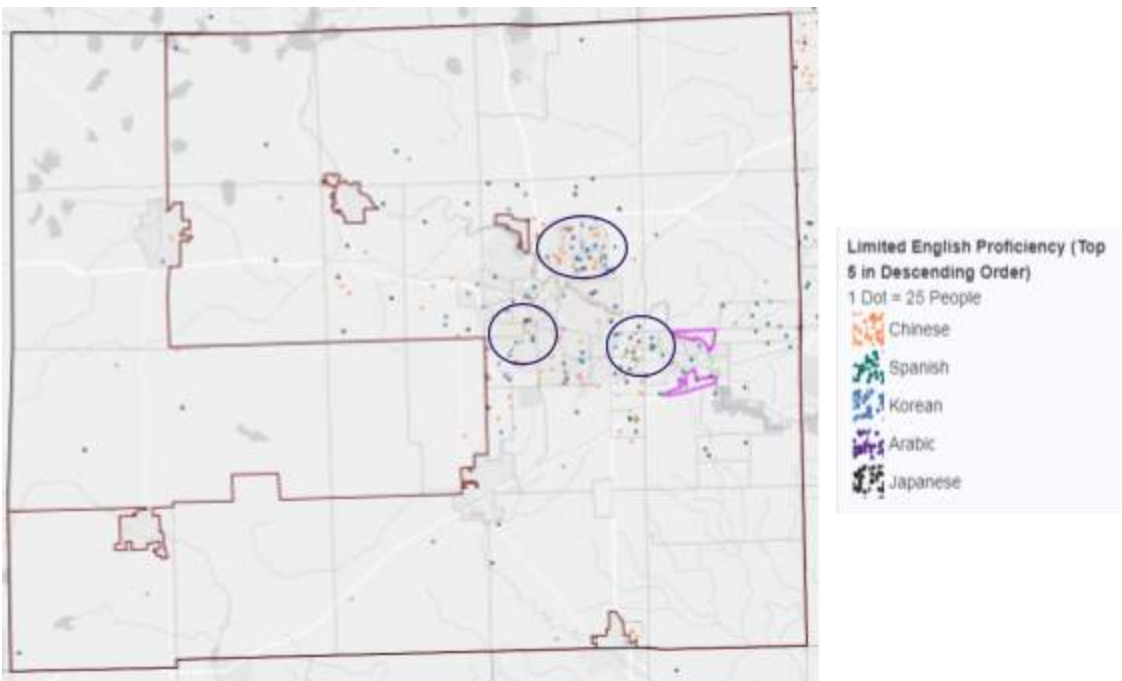 Limited English Proficiency (Top
5 in Descending Order)
1 Dot = 25 People
Chinese
Spanish
Korean
Arabic
Japanese